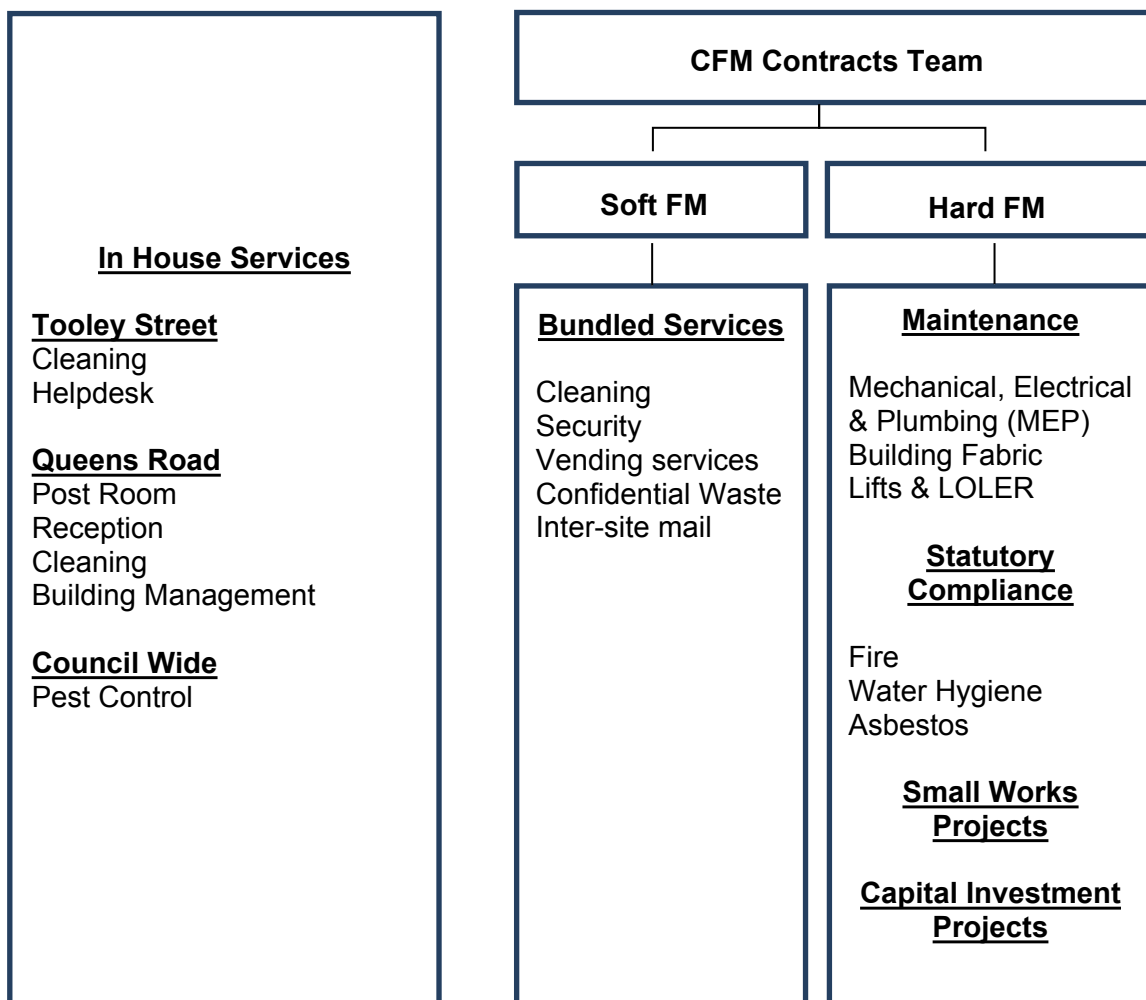 In House Services
Tooley Street
Cleaning
Helpdesk
Queens Road
Post Room
Reception
Cleaning
Building Management
Council Wide
Pest Control
CFM Contracts Team
Soft FM
Hard FM
Bundled Services
Cleaning
Security
Vending services
Confidential Waste
Inter-site mail
Maintenance
Mechanical, Electrical
& Plumbing (MEP)
Building Fabric
Lifts & LOLER
Statutory
Compliance
Fire
Water Hygiene
Asbestos
Small Works
Projects
Capital Investment
Projects